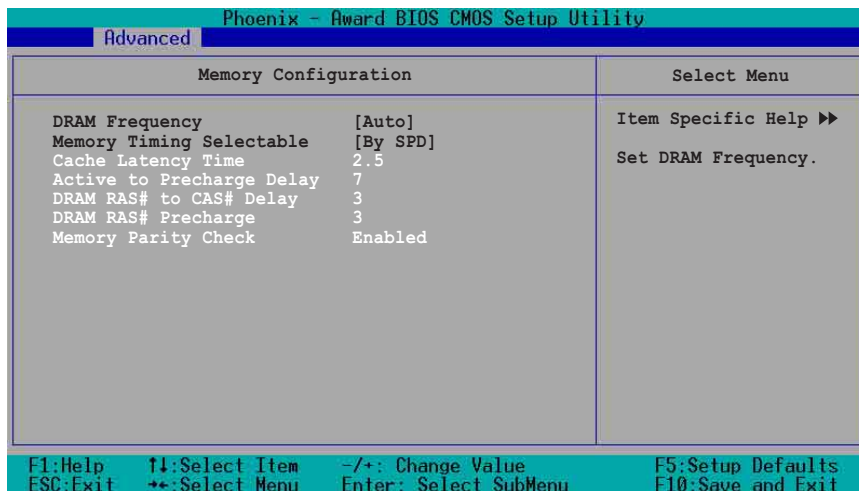 Phoenix - Award BIOS CMOS Setup Utility
Advanced
Memory Configuration
Select Menu
DRAM Frequency [Auto]
Memory Timing Selectable [By SPD]
Cache Latency Time 2.5
Active to Precharge Delay 7
DRAM RAS# to CAS# Delay 3
DRAM RAS# Precharge 3
Memory Parity Check Enabled
Item Specific Help ▶▶
Set DRAM Frequency.
F1:Help ↑↓:Select Item -/+: Change Value F5:Setup Defaults
ESC:Exit →←:Select Menu Enter: Select SubMenu F10:Save and Exit